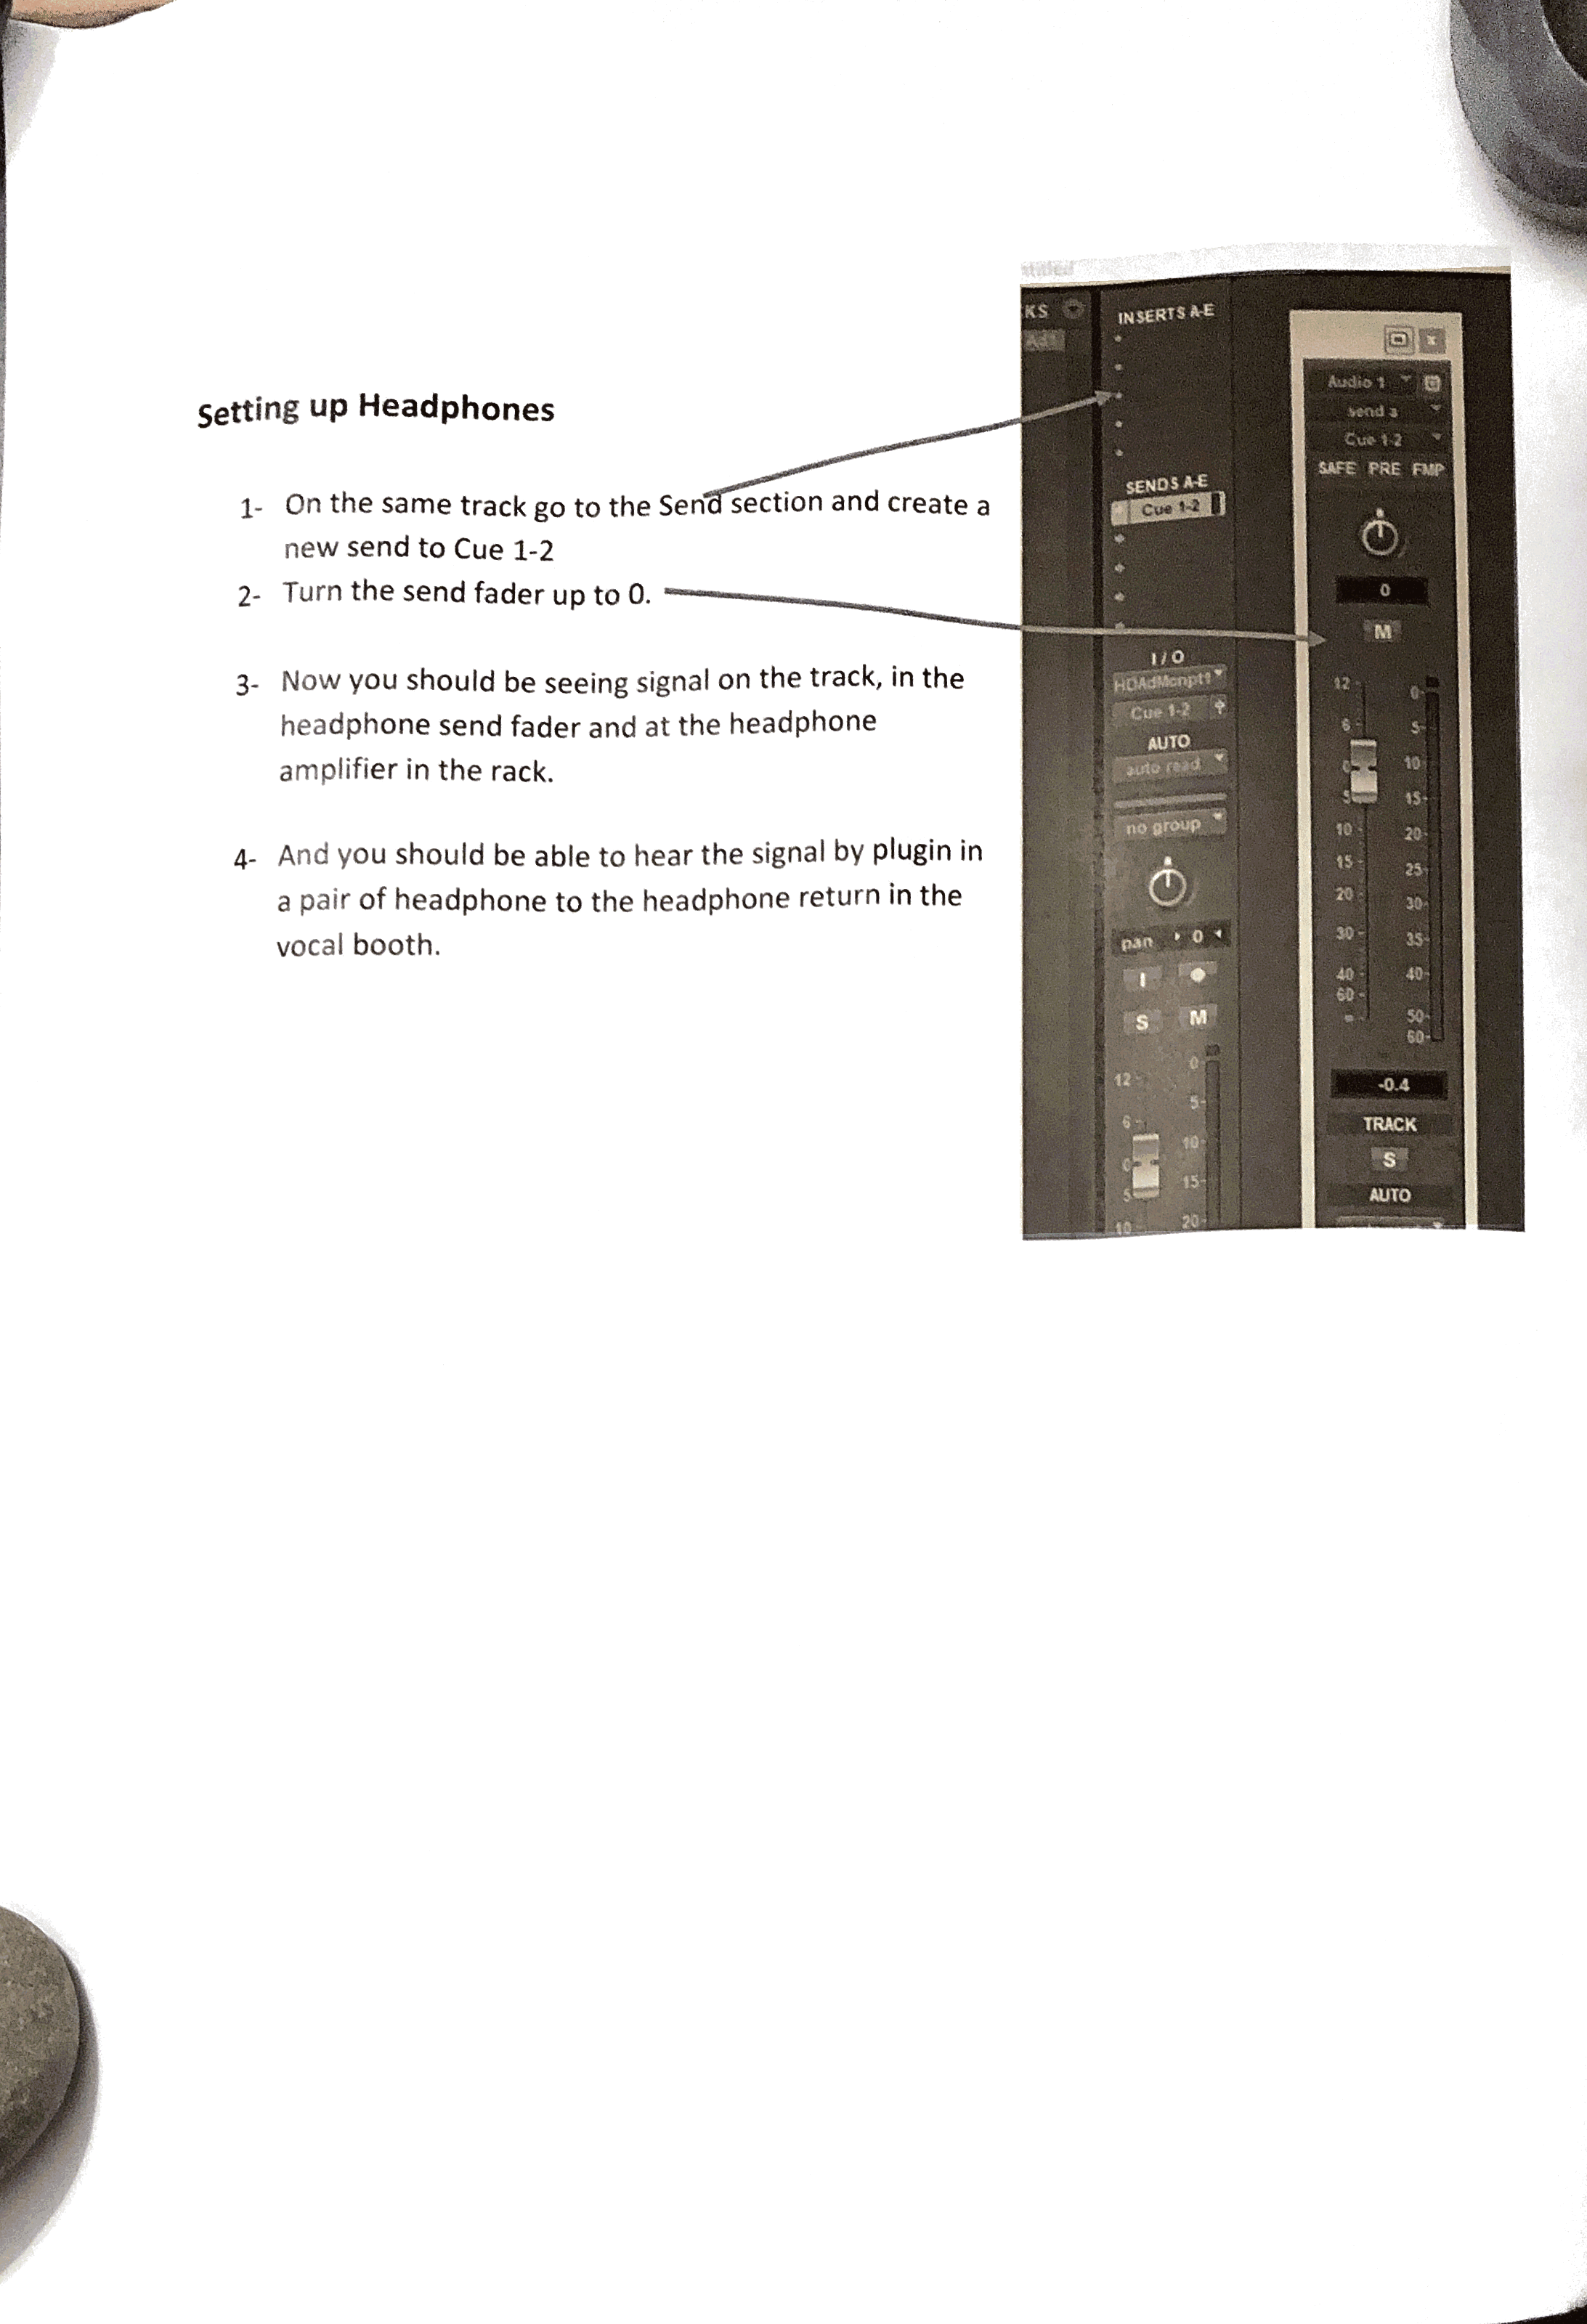 ntitled
Setting up Headphones
1- On the same track go to the Send section and create a
new send to Cue 1-2
2- Turn the send fader up to 0.
3- Now you should be seeing signal on the track, in the
headphone send fader and at the headphone
amplifier in the rack.
4- And you should be able to hear the signal by plugin in
a pair of headphone to the headphone return in the
vocal booth.
KS
INSERTS A-E
SENDS A-E
Cue 1-2
I/O
HDAdMcnpt1
Cue 1-2
AUTO
auto read
no group
pan 0
I
S M
12
0
6
5
0
10
5
15
10
20
Audio 1
send a
Cue 1-2
SAFE PRE FMP
0
M
12
0
6
5
0
10
5
15
10
20
15
25
20
30
30
35
40
40
60
50
60
-0.4
TRACK
S
AUTO